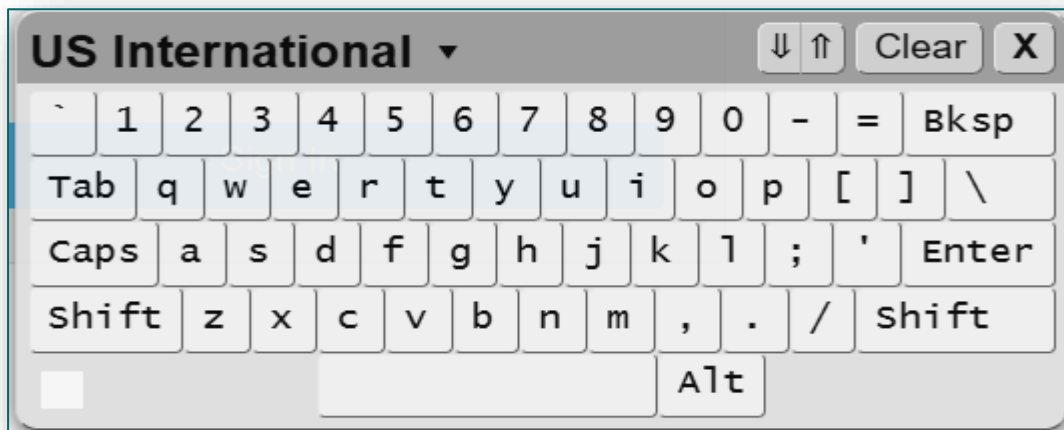 US International ▾ ⇓ ⇑ Clear X
` 1 2 3 4 5 6 7 8 9 0 - = Bksp
Tab q w e r t y u i o p [ ] \
Caps a s d f g h j k l ; ' Enter
Shift z x c v b n m , . / Shift
Alt